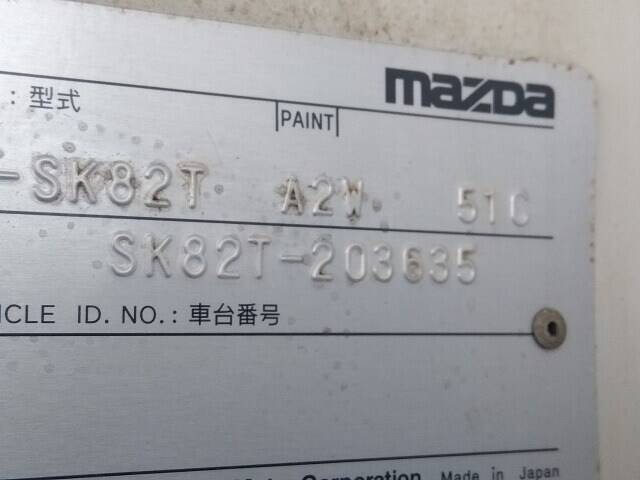 mazda
: 型式
PAINT
-SK82T A2W 51C
SK82T-203635
ICLE ID. NO.: 車台番号
Corporation Made in Japan